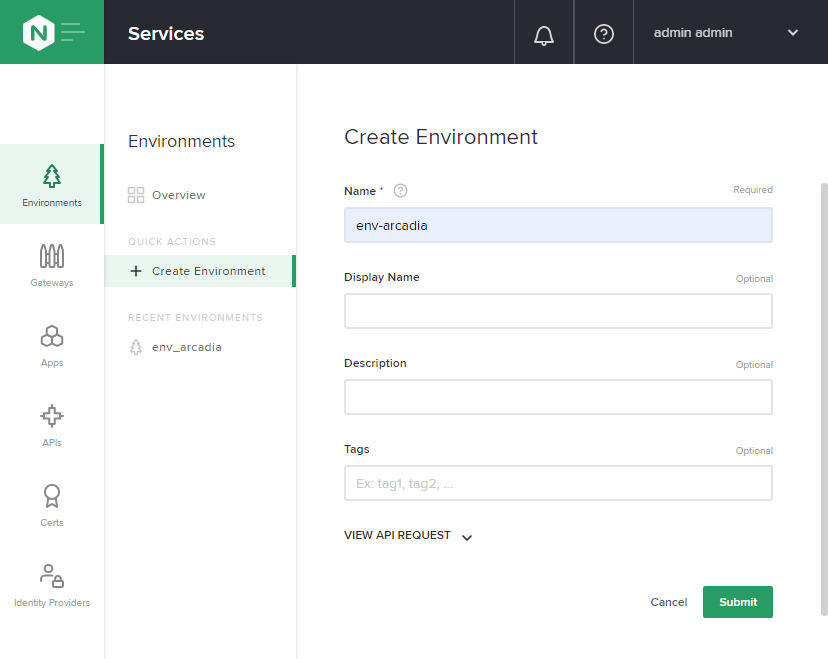 N
Services
admin admin
Environments
Gateways
Apps
APIs
Certs
Identity Providers
Environments
Overview
QUICK ACTIONS
Create Environment
RECENT ENVIRONMENTS
env_arcadia
Create Environment
Name * ? Required
env-arcadia
Display Name Optional
Description Optional
Tags Optional
Ex: tag1, tag2, ...
VIEW API REQUEST
Cancel Submit